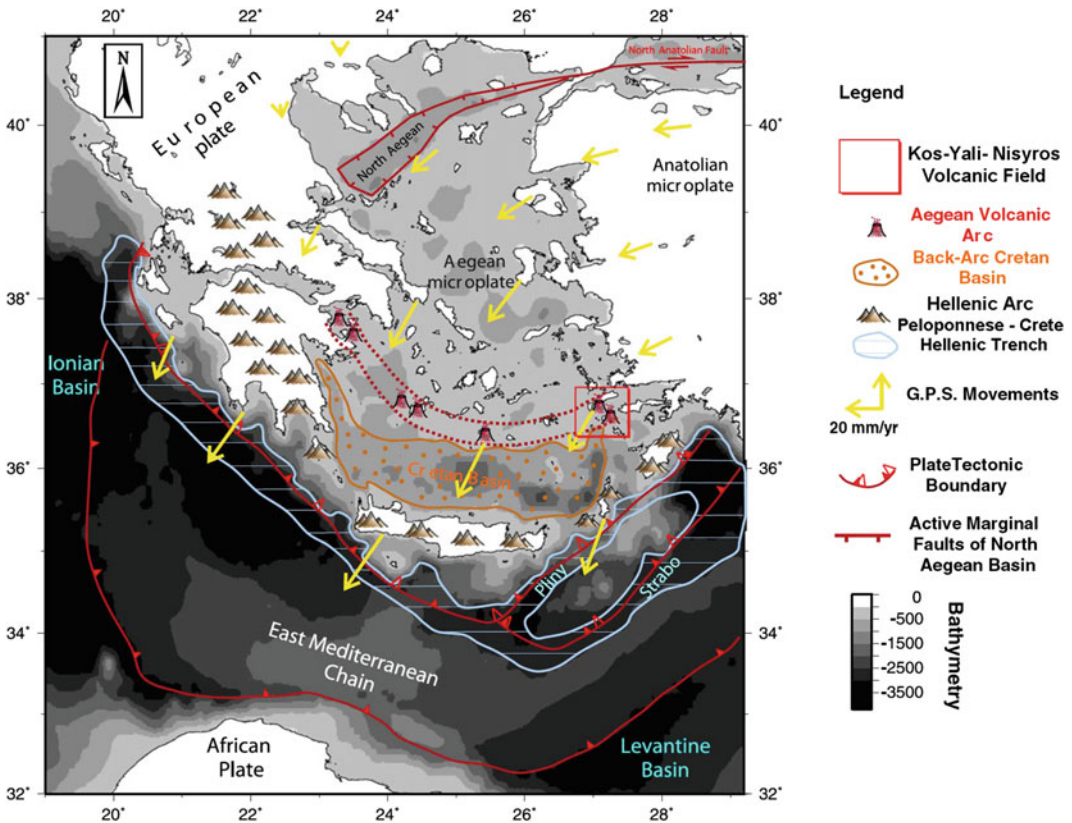 20° 22° 24° 26° 28°
N
North Anatolian Fault
European
plate
40°
North Aegean
Anatolian
microplate
Aegean
microplate
38°
Ionian
Basin
36°
Cretan Basin
Pliny
Strabo
34°
East Mediterranean
Chain
African
Plate
Levantine
Basin
32°
20° 22° 24° 26° 28°
40°
38°
36°
34°
32°
Legend
Kos-Yali- Nisyros
Volcanic Field
Aegean Volcanic
Arc
Back-Arc Cretan
Basin
Hellenic Arc
Peloponnese - Crete
Hellenic Trench
G.P.S. Movements
20 mm/yr
Plate Tectonic
Boundary
Active Marginal
Faults of North
Aegean Basin
0
-500
-1500
-2500
-3500
Bathymetry